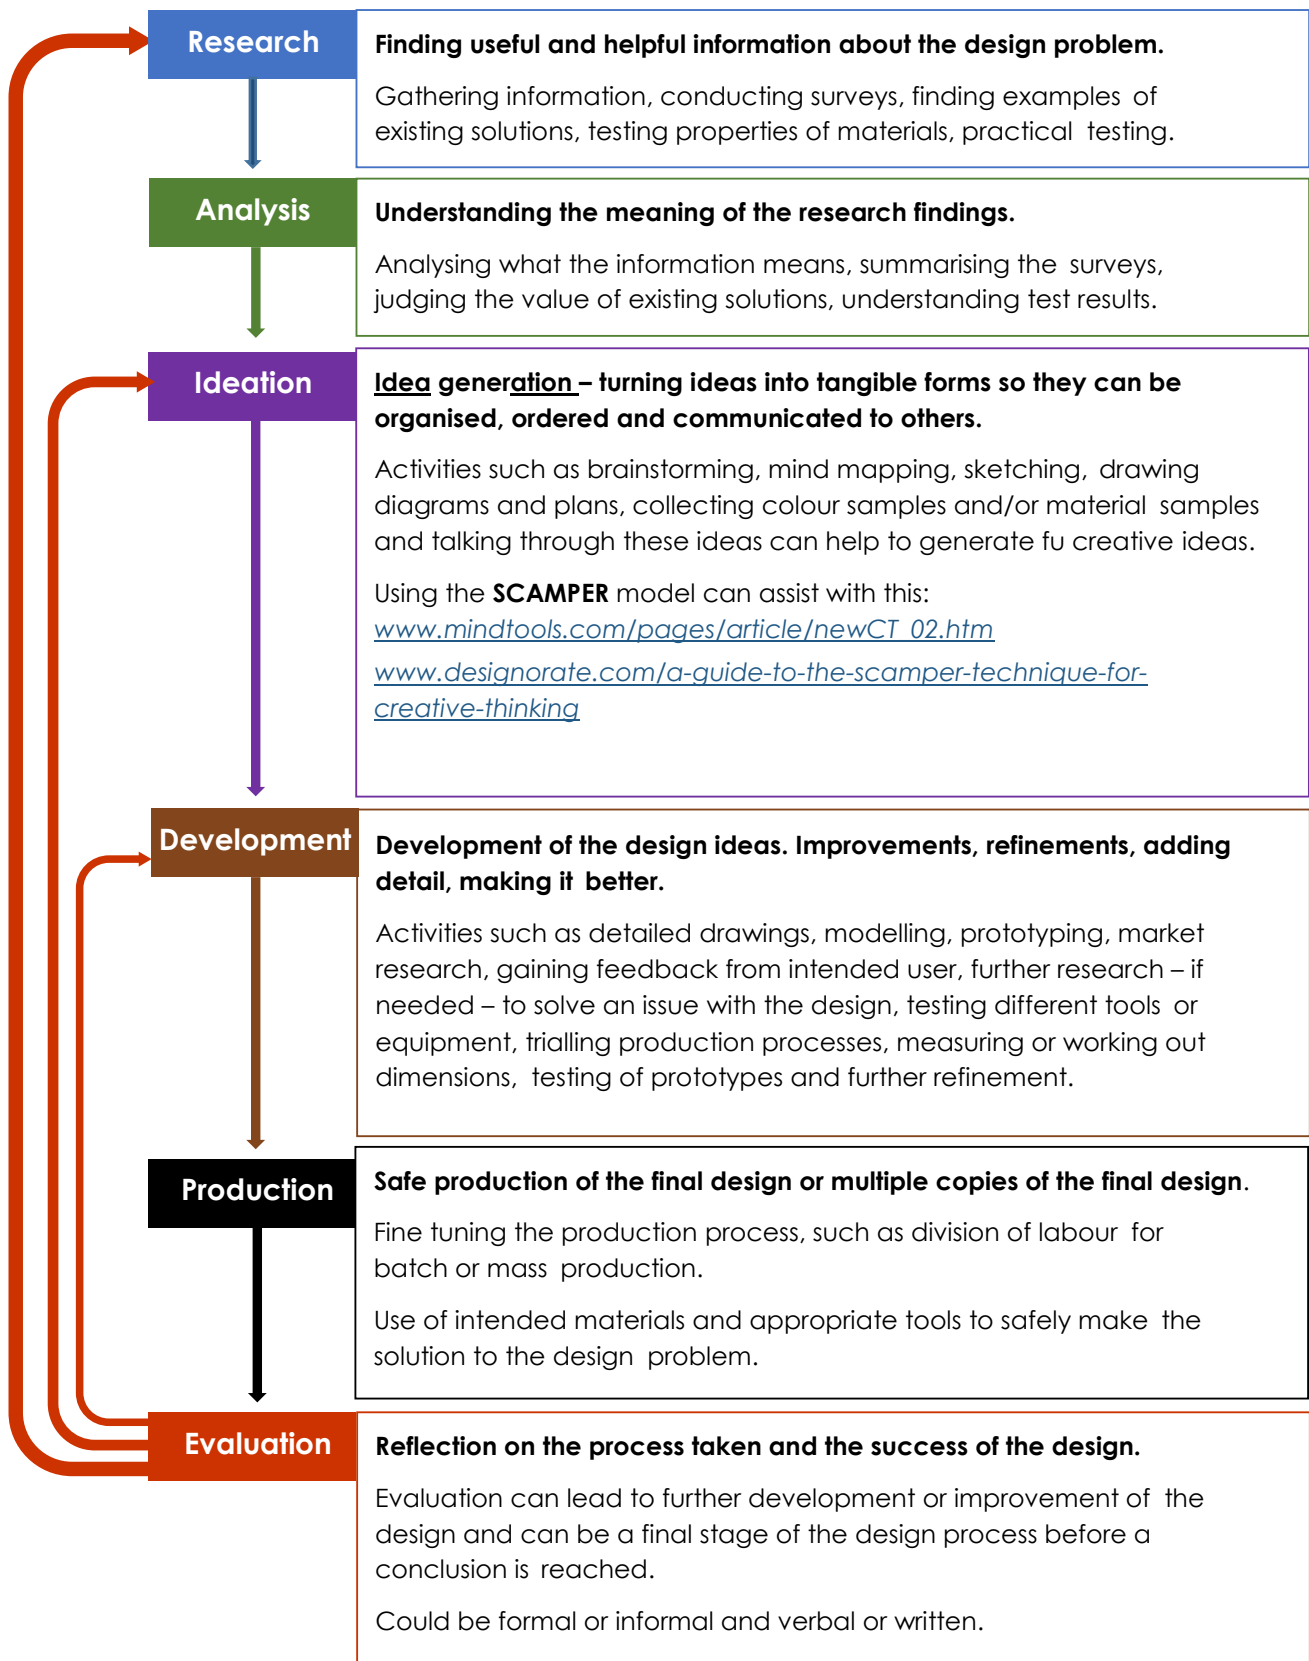 Research
Finding useful and helpful information about the design problem.
Gathering information, conducting surveys, finding examples of
existing solutions, testing properties of materials, practical testing.
Analysis
Understanding the meaning of the research findings.
Analysing what the information means, summarising the surveys,
judging the value of existing solutions, understanding test results.
Ideation
Idea generation – turning ideas into tangible forms so they can be
organised, ordered and communicated to others.
Activities such as brainstorming, mind mapping, sketching, drawing
diagrams and plans, collecting colour samples and/or material samples
and talking through these ideas can help to generate fu creative ideas.
Using the SCAMPER model can assist with this:
www.mindtools.com/pages/article/newCT_02.htm
www.designorate.com/a-guide-to-the-scamper-technique-for-
creative-thinking
Development
Development of the design ideas. Improvements, refinements, adding
detail, making it better.
Activities such as detailed drawings, modelling, prototyping, market
research, gaining feedback from intended user, further research – if
needed – to solve an issue with the design, testing different tools or
equipment, trialling production processes, measuring or working out
dimensions, testing of prototypes and further refinement.
Production
Safe production of the final design or multiple copies of the final design.
Fine tuning the production process, such as division of labour for
batch or mass production.
Use of intended materials and appropriate tools to safely make the
solution to the design problem.
Evaluation
Reflection on the process taken and the success of the design.
Evaluation can lead to further development or improvement of the
design and can be a final stage of the design process before a
conclusion is reached.
Could be formal or informal and verbal or written.